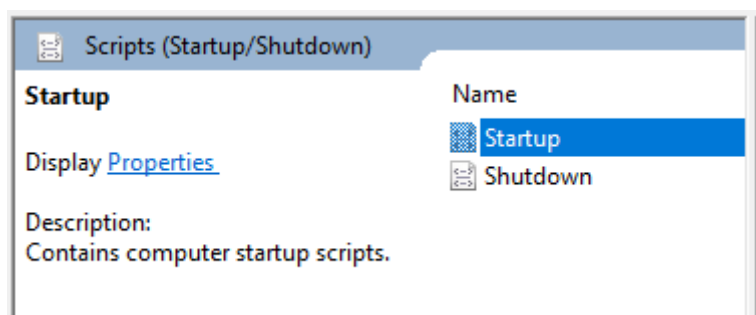 Scripts (Startup/Shutdown)
Startup
Display Properties
Description:
Contains computer startup scripts.
Name
Startup
Shutdown